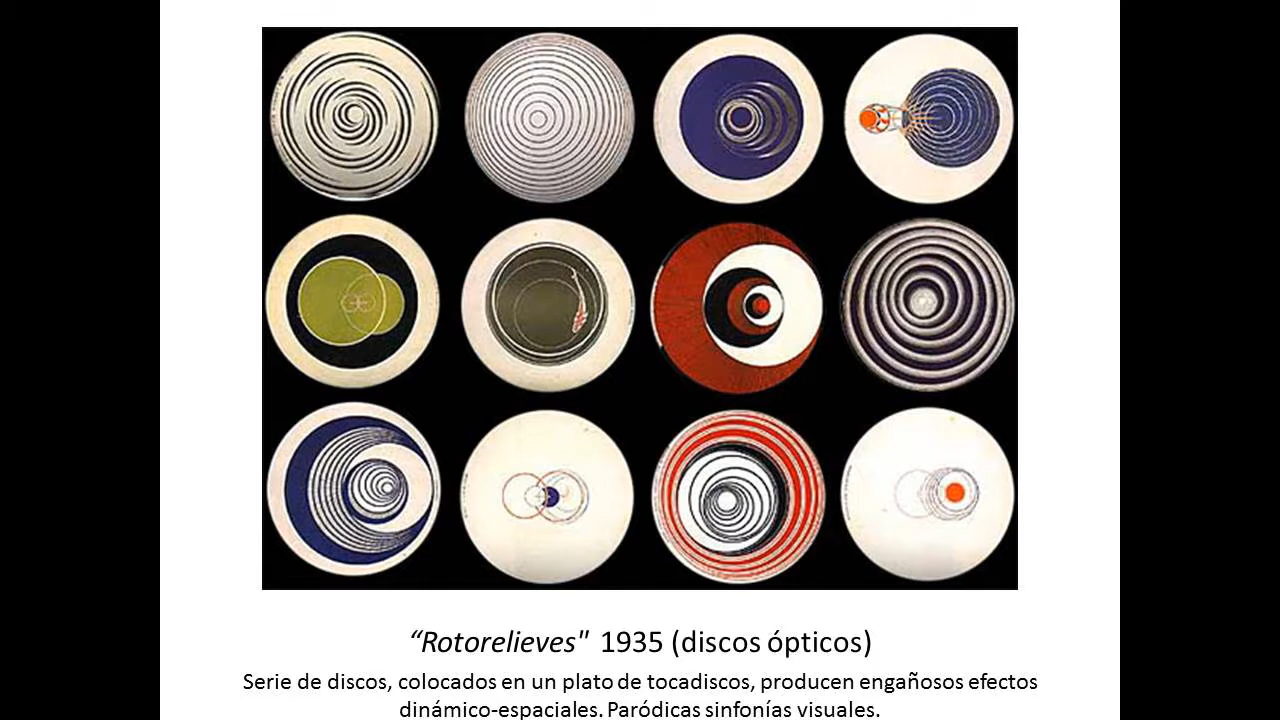 “Rotorelieves" 1935 (discos ópticos)
Serie de discos, colocados en un plato de tocadiscos, producen engañosos efectos
dinámico-espaciales. Paródicas sinfonías visuales.